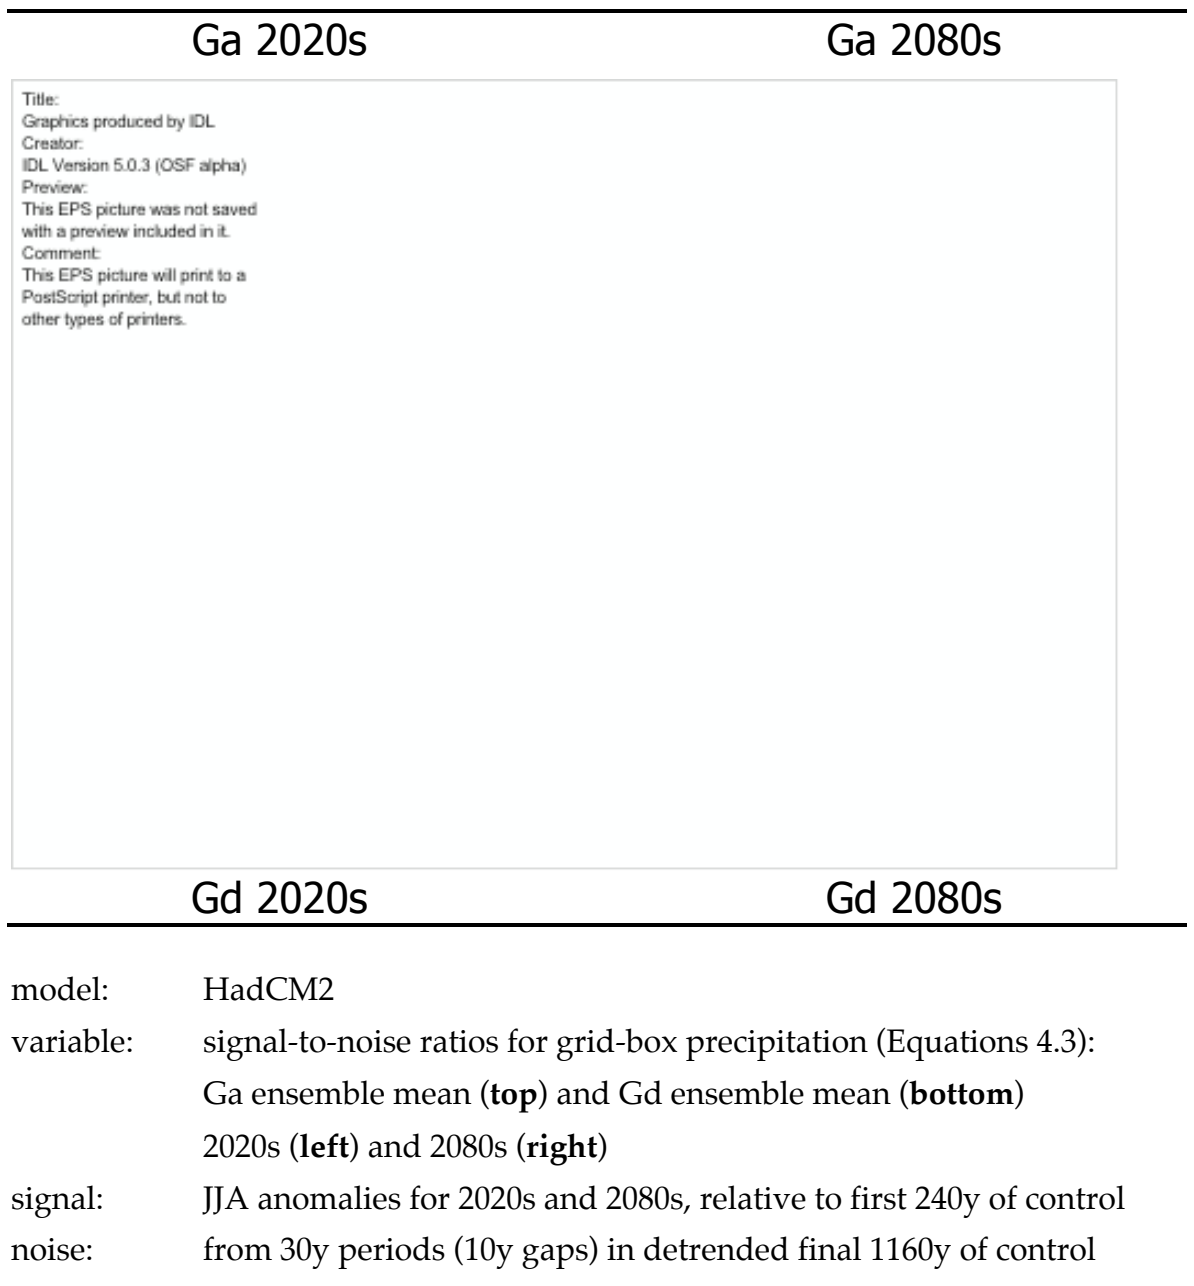 Ga 2020s Ga 2080s
Title:
Graphics produced by IDL
Creator:
IDL Version 5.0.3 (OSF alpha)
Preview:
This EPS picture was not saved
with a preview included in it.
Comment:
This EPS picture will print to a
PostScript printer, but not to
other types of printers.
Gd 2020s Gd 2080s
model: HadCM2
variable: signal-to-noise ratios for grid-box precipitation (Equations 4.3):
Ga ensemble mean (top) and Gd ensemble mean (bottom)
2020s (left) and 2080s (right)
signal: JJA anomalies for 2020s and 2080s, relative to first 240y of control
noise: from 30y periods (10y gaps) in detrended final 1160y of control